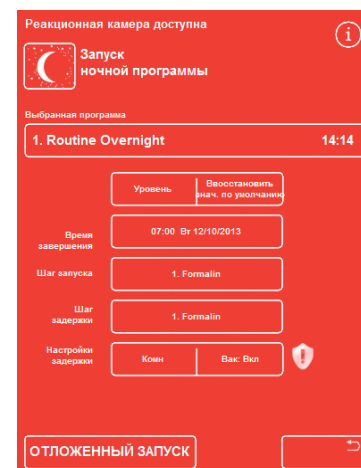 Реакционная камера доступна
i
Запуск
ночной программы
Выбранная програма
1. Routine Overnight 14:14
Уровень
Ввосстановить
знач. по умолчанию
Время
завершения
07:00 Вт 12/10/2013
Шаг запуска
1. Formalin
Шаг
задержки
1. Formalin
Настройки
задержки
Комн
Вак: Вкл
ОТЛОЖЕННЫЙ ЗАПУСК